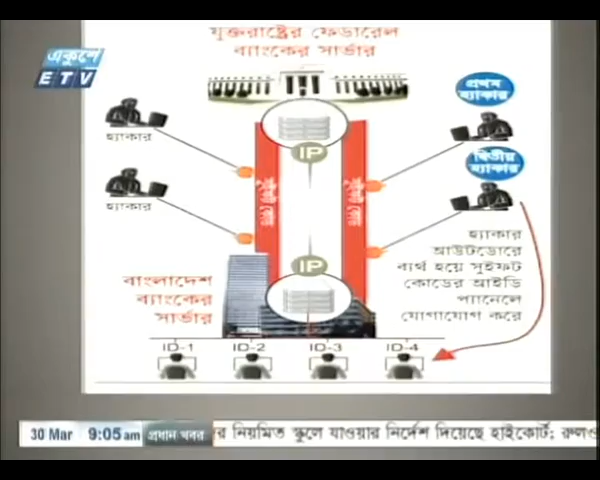 যুক্তরাষ্ট্রের ফেডারেল
ব্যাংকের সার্ভার
একুশে
ETV
প্রথম
হ্যাকার
হ্যাকার
IP
দ্বিতীয়
হ্যাকার
হ্যাকার
হ্যাকার
আউটডোরে
ব্যর্থ হয়ে সুইফট
কোডের আইডি
প্যানেলে
যোগাযোগ করে
IP
বাংলাদেশ
ব্যাংকের
সার্ভার
ID-1 ID-2 ID-3 ID-4
30 Mar 9:05 am প্রধান খবর র নিয়মিত স্কুলে যাওয়ার নির্দেশ দিয়েছে হাইকোর্ট; রুলও